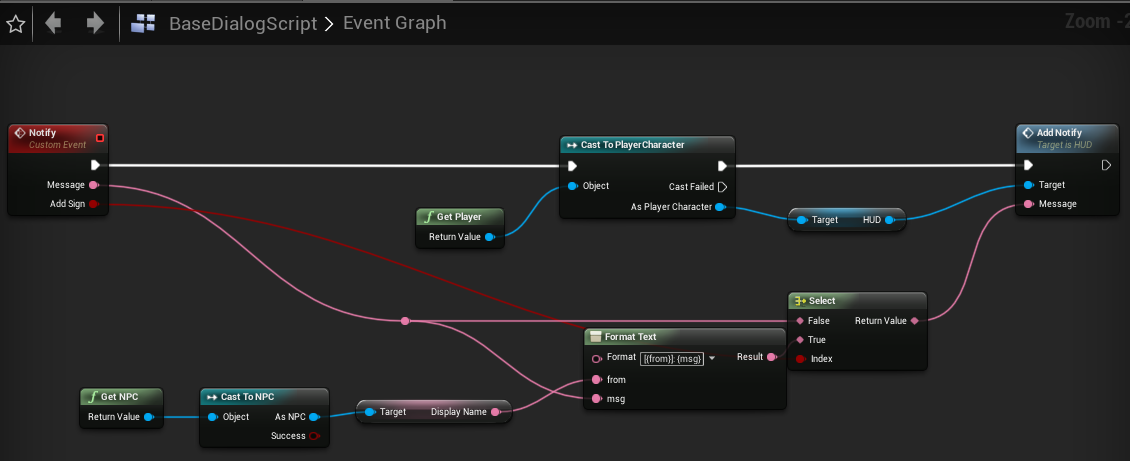 BaseDialogScript > Event Graph
Zoom -2
Notify
Custom Event
Message
Add Sign
Cast To PlayerCharacter
Object
Cast Failed
As Player Character
Get Player
Return Value
Target HUD
Add Notify
Target is HUD
Target
Message
Select
False Return Value
True
Index
Format Text
Format [{from}]: {msg} Result
from
msg
Get NPC
Return Value
Cast To NPC
Object As NPC
Success
Target Display Name